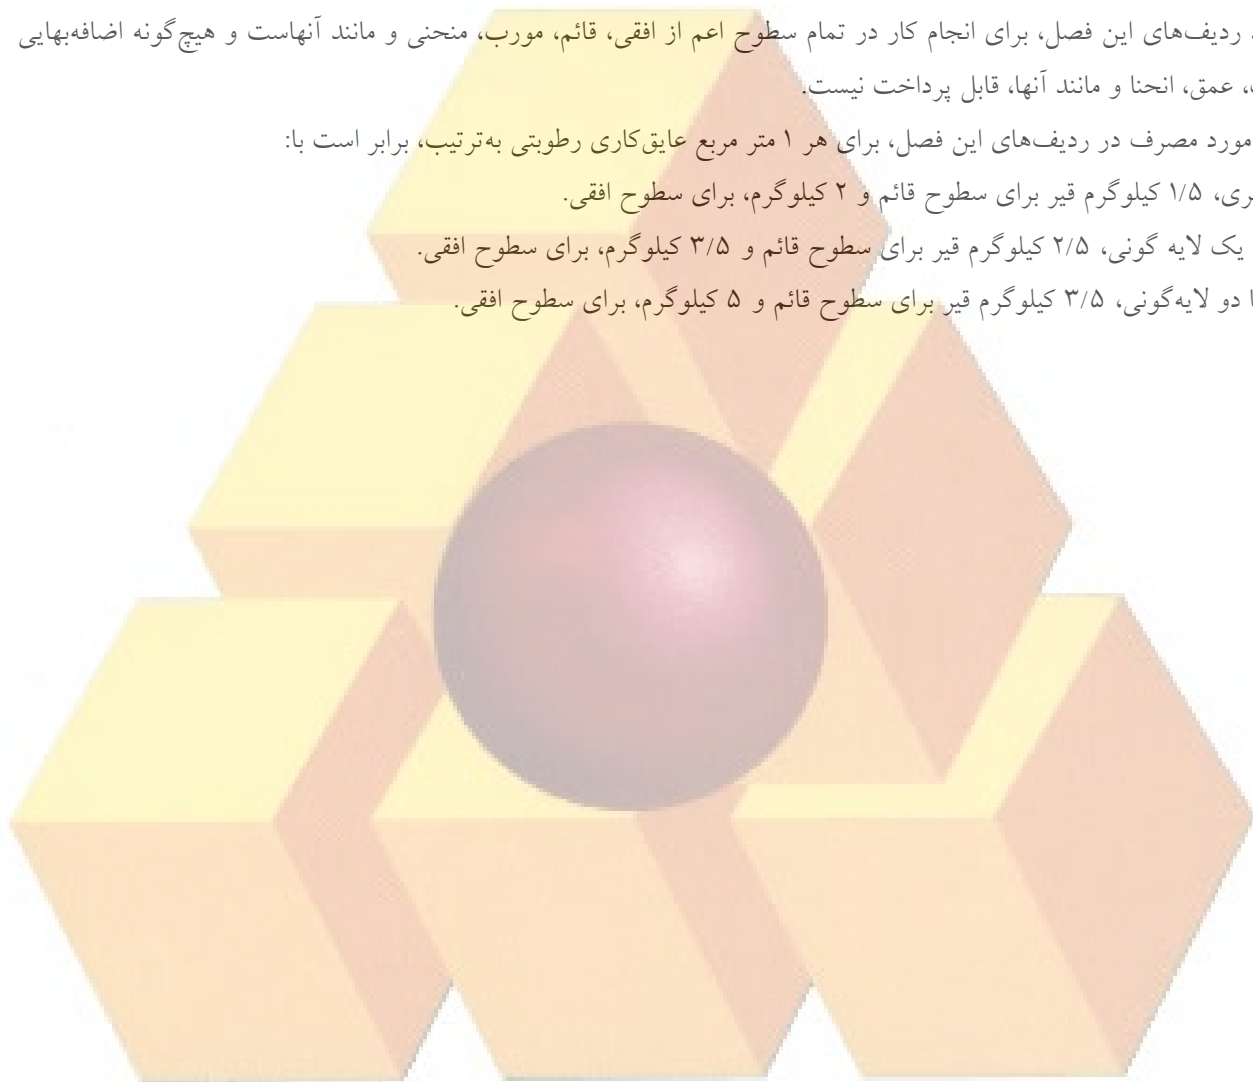 ردیف‌های این فصل، برای انجام کار در تمام سطوح اعم از افقی، قائم، مورب، منحنی و مانند آنهاست و هیچ‌گونه اضافه‌بهایی
عمق، انحنا و مانند آنها، قابل پرداخت نیست.
مورد مصرف در ردیف‌های این فصل، برای هر ۱ متر مربع عایق‌کاری رطوبتی به‌ترتیب، برابر است با:
۱/۵ کیلوگرم قیر برای سطوح قائم و ۲ کیلوگرم، برای سطوح افقی.
یک لایه گونی، ۲/۵ کیلوگرم قیر برای سطوح قائم و ۳/۵ کیلوگرم، برای سطوح افقی.
دو لایه‌گونی، ۳/۵ کیلوگرم قیر برای سطوح قائم و ۵ کیلوگرم، برای سطوح افقی.